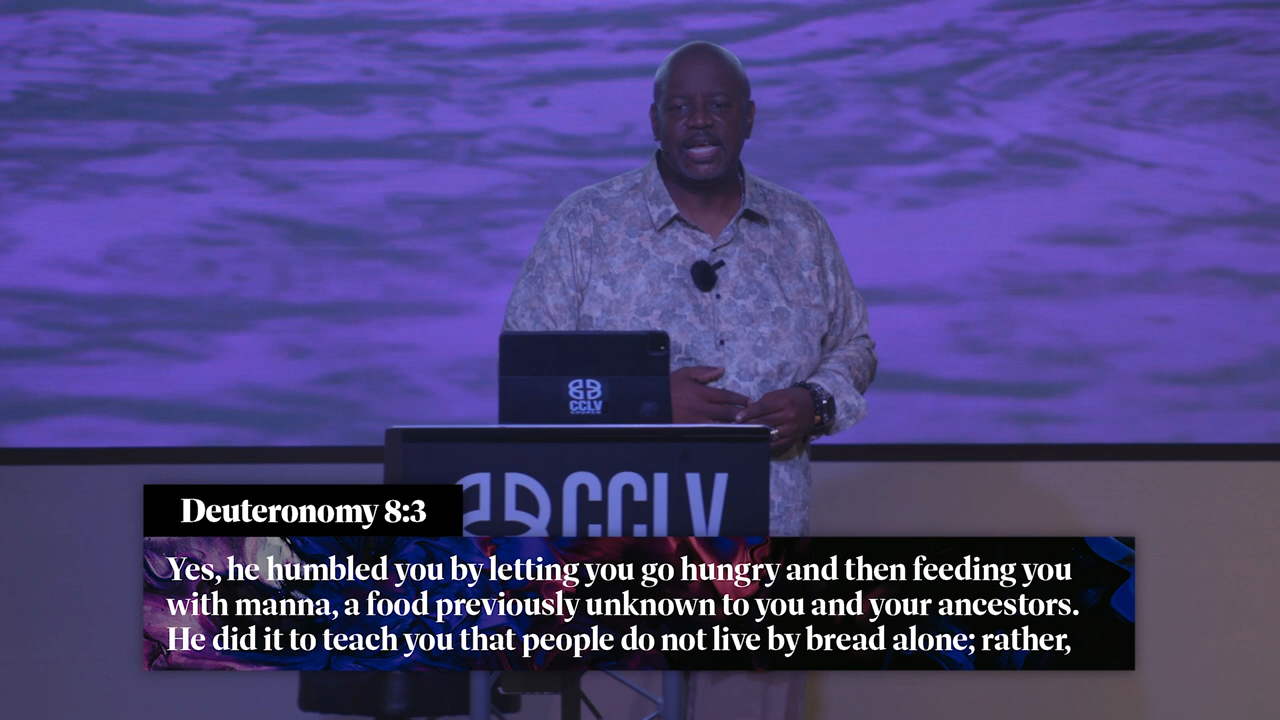 CCLV
CHURCH
CCLV
Deuteronomy 8:3
Yes, he humbled you by letting you go hungry and then feeding you
with manna, a food previously unknown to you and your ancestors.
He did it to teach you that people do not live by bread alone; rather,